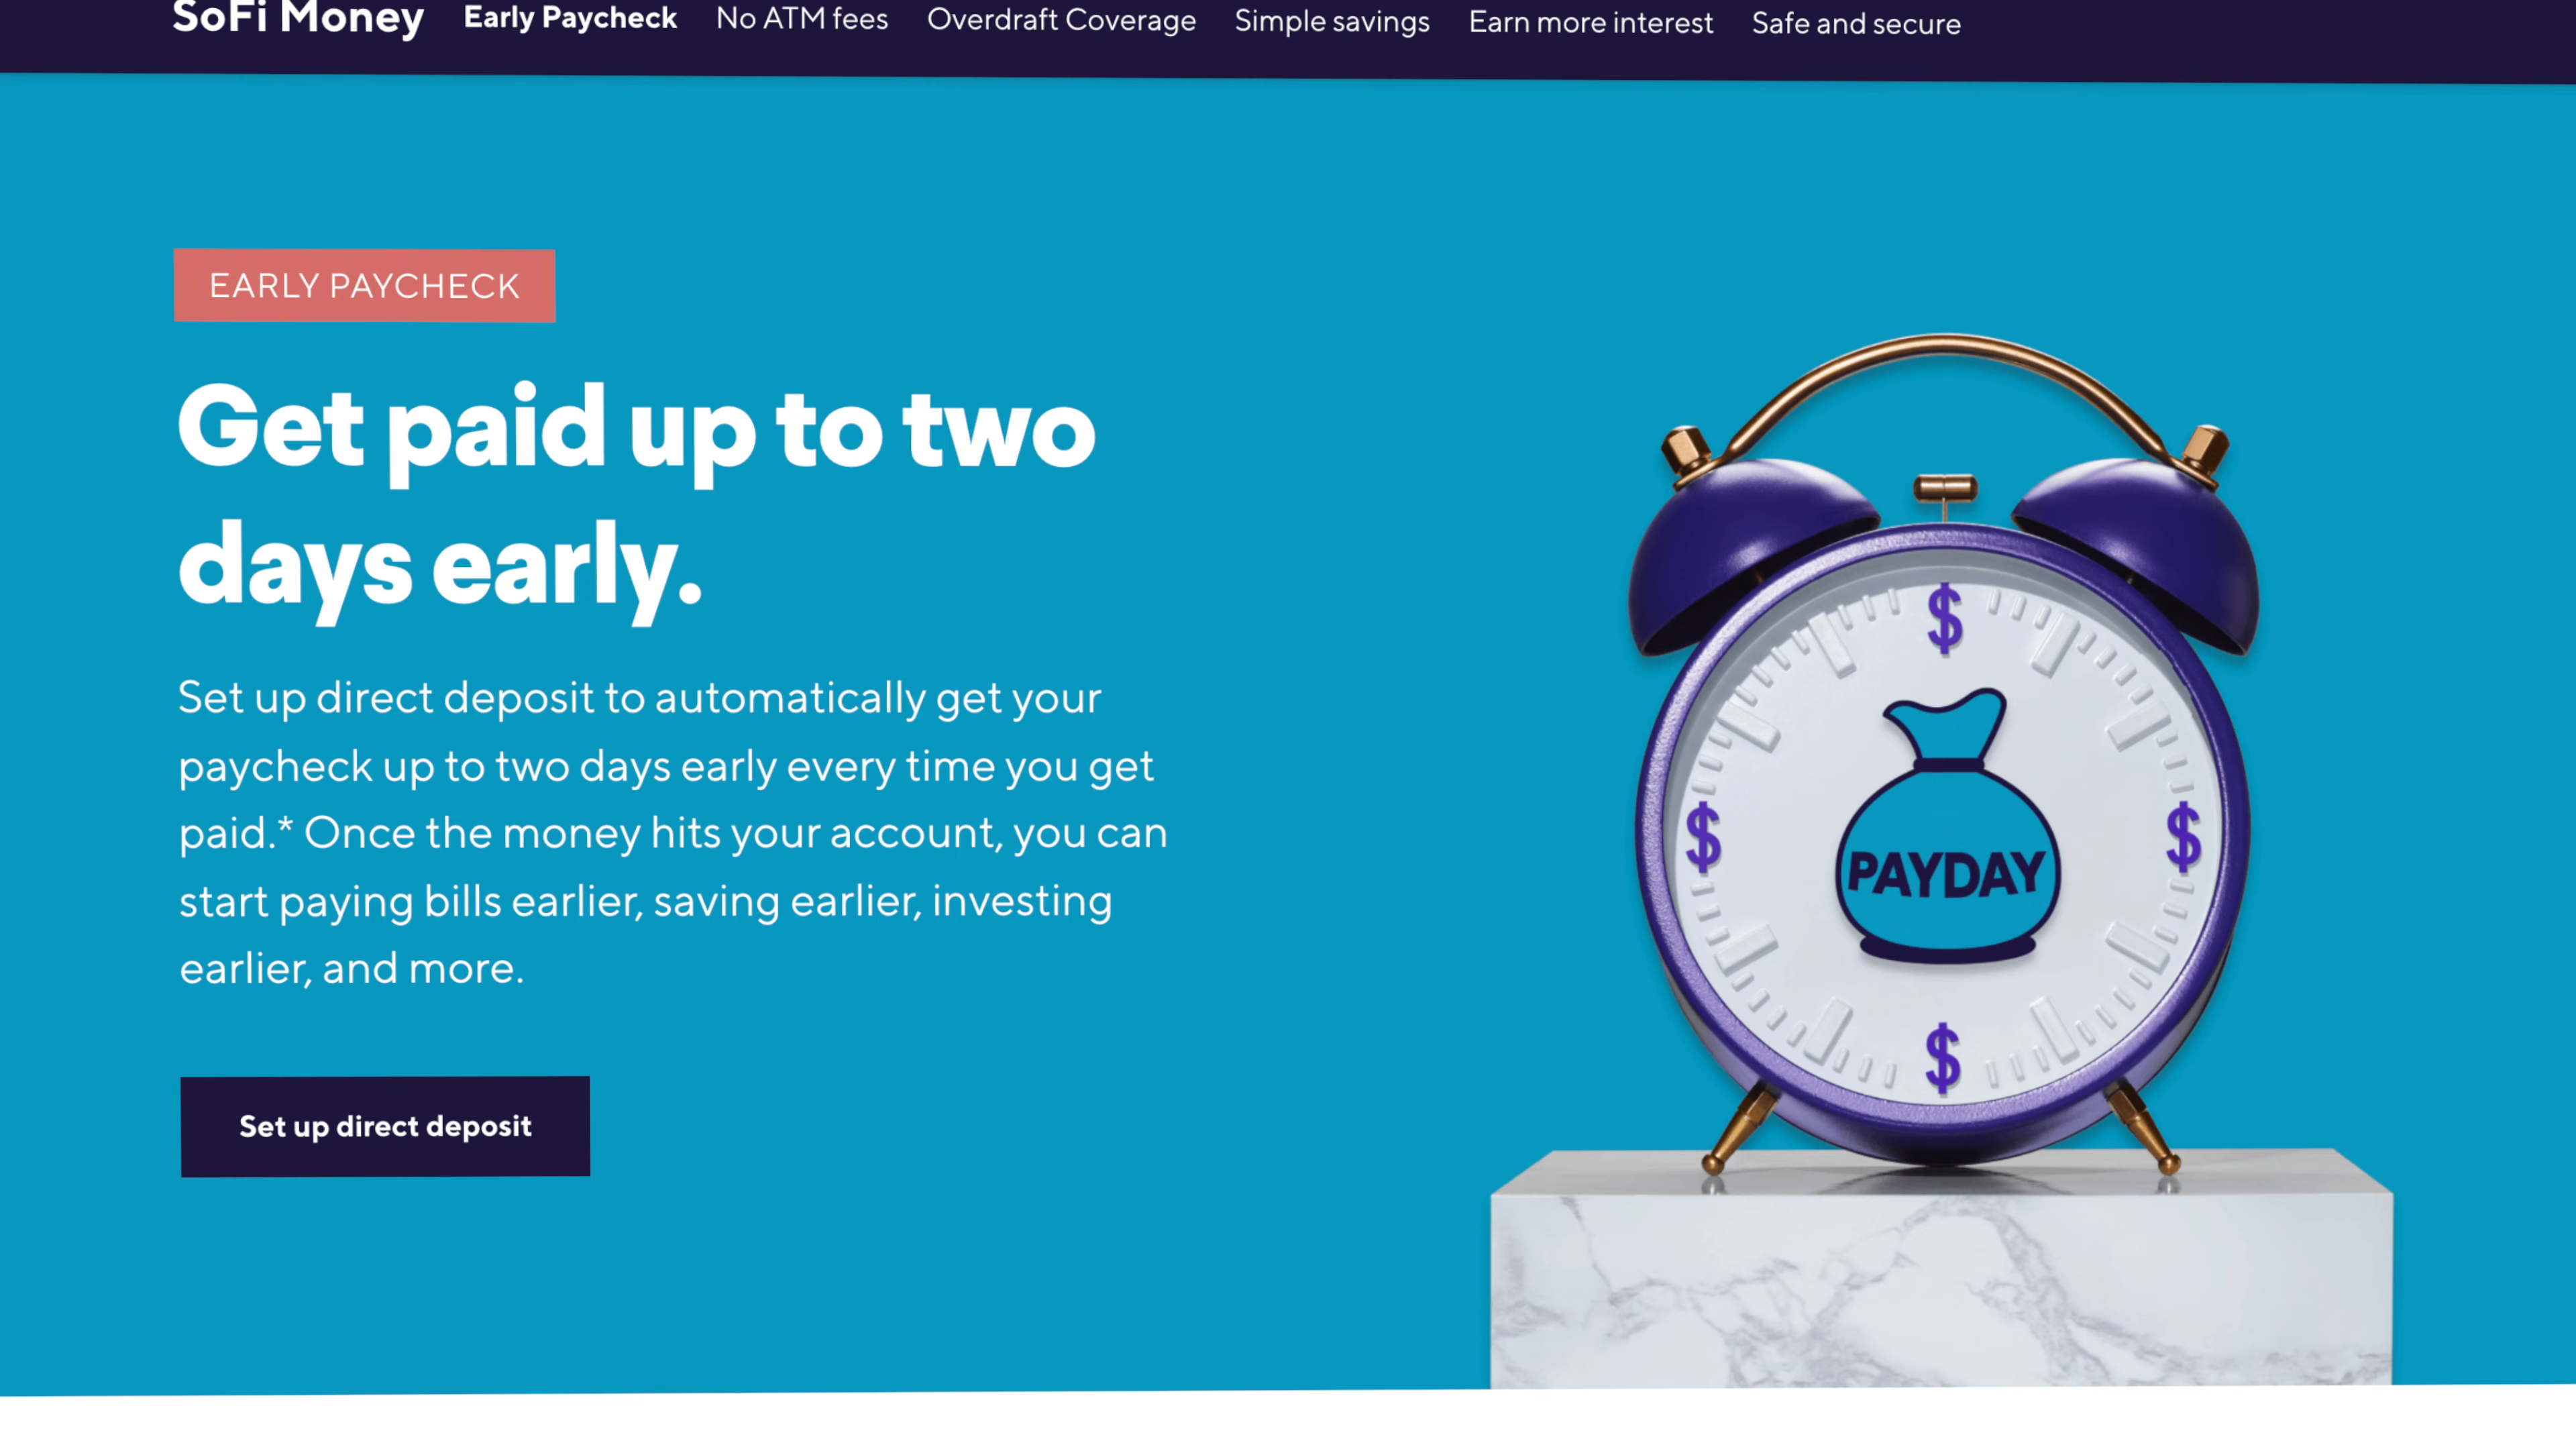 SoFi Money Early Paycheck No ATM fees Overdraft Coverage Simple savings Earn more interest Safe and secure
EARLY PAYCHECK
Get paid up to two
days early.
Set up direct deposit to automatically get your
paycheck up to two days early every time you get
paid.* Once the money hits your account, you can
start paying bills earlier, saving earlier, investing
earlier, and more.
Set up direct deposit
$
$ $
PAYDAY
$